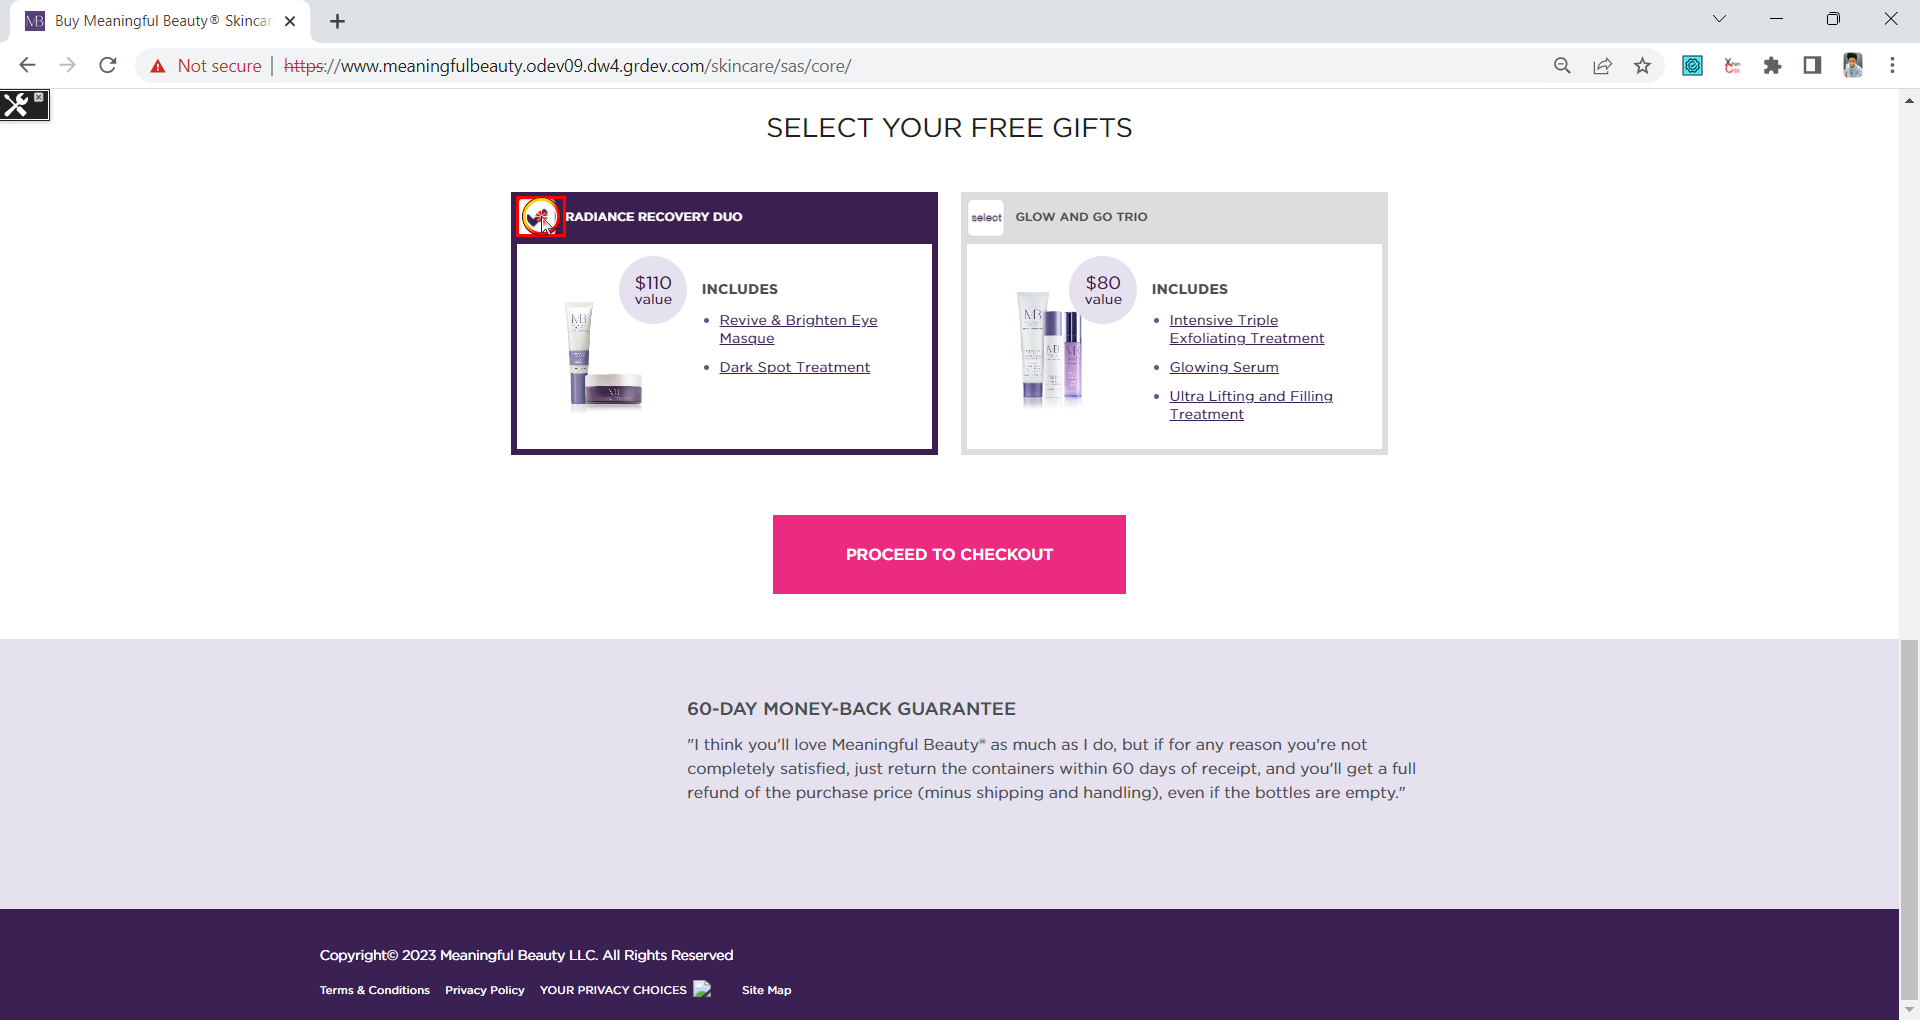 Buy Meaningful Beauty® Skincar
Not secure
https://www.meaningfulbeauty.odev09.dw4.grdev.com/skincare/sas/core/
SELECT YOUR FREE GIFTS
RADIANCE RECOVERY DUO
$110
value
INCLUDES
Revive & Brighten Eye
Masque
Dark Spot Treatment
select
GLOW AND GO TRIO
$80
value
INCLUDES
Intensive Triple
Exfoliating Treatment
Glowing Serum
Ultra Lifting and Filling
Treatment
PROCEED TO CHECKOUT
60-DAY MONEY-BACK GUARANTEE
"I think you'll love Meaningful Beauty® as much as I do, but if for any reason you're not
completely satisfied, just return the containers within 60 days of receipt, and you'll get a full
refund of the purchase price (minus shipping and handling), even if the bottles are empty."
Copyright© 2023 Meaningful Beauty LLC. All Rights Reserved
Terms & Conditions Privacy Policy YOUR PRIVACY CHOICES Site Map